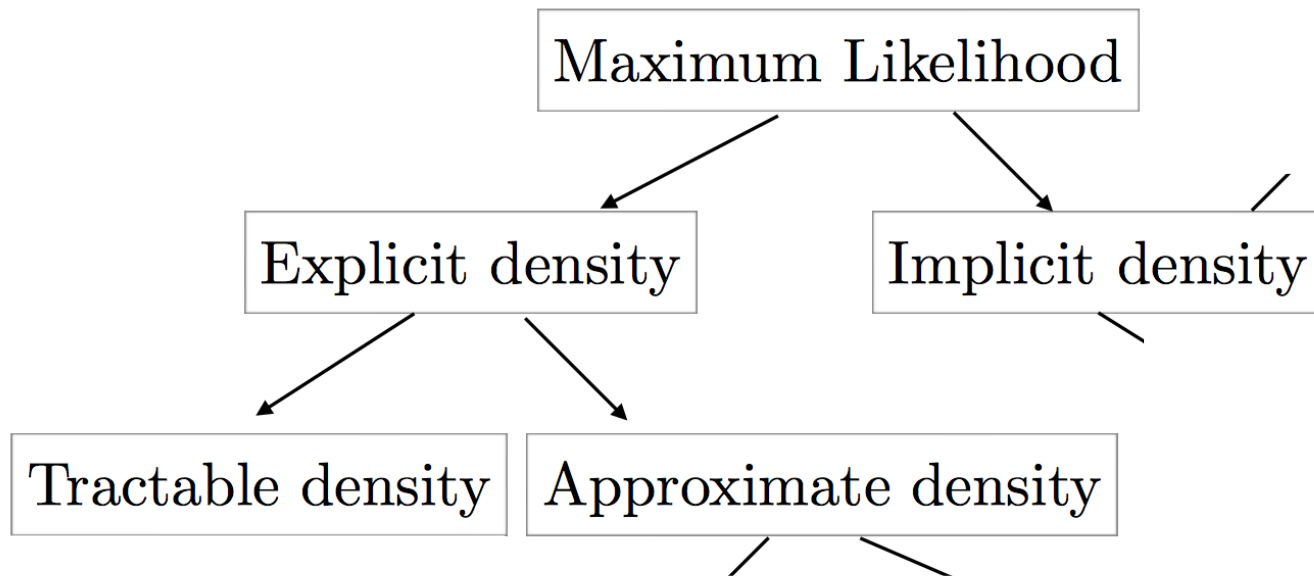 Maximum Likelihood
Explicit density
Implicit density
Tractable density
Approximate density